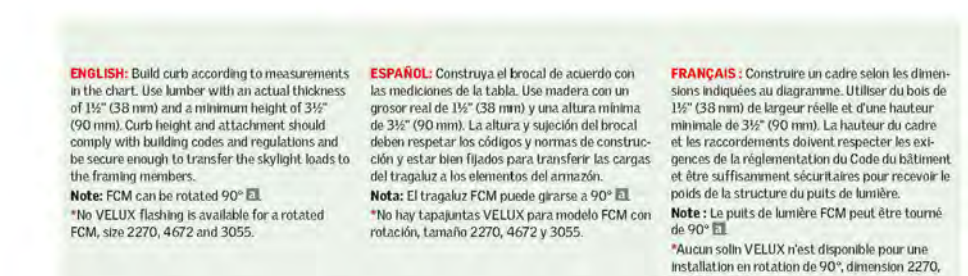 ENGLISH: Build curb according to measurements
in the chart. Use lumber with an actual thickness
of 1½" (38 mm) and a minimum height of 3½"
(90 mm). Curb height and attachment should
comply with building codes and regulations and
be secure enough to transfer the skylight loads to
the framing members.
Note: FCM can be rotated 90° a.
*No VELUX flashing is available for a rotated
FCM, size 2270, 4672 and 3055.
ESPAÑOL: Construya el brocal de acuerdo con
las mediciones de la tabla. Use madera con un
grosor real de 1½" (38 mm) y una altura mínima
de 3½" (90 mm). La altura y sujeción del brocal
deben respetar los códigos y normas de construc-
ción y estar bien fijados para transferir las cargas
del tragaluz a los elementos del armazón.
Nota: El tragaluz FCM puede girarse a 90° a.
*No hay tapajuntas VELUX para modelo FCM con
rotación, tamaño 2270, 4672 y 3055.
FRANÇAIS : Construire un cadre selon les dimen-
sions indiquées au diagramme. Utiliser du bois de
1½" (38 mm) de largeur réelle et d'une hauteur
minimale de 3½" (90 mm). La hauteur du cadre
et les raccordements doivent respecter les exi-
gences de la réglementation du Code du bâtiment
et être suffisamment sécuritaires pour recevoir le
poids de la structure du puits de lumière.
Note : Le puits de lumière FCM peut être tourné
de 90° a.
*Aucun solin VELUX n'est disponible pour une
installation en rotation de 90°, dimension 2270,